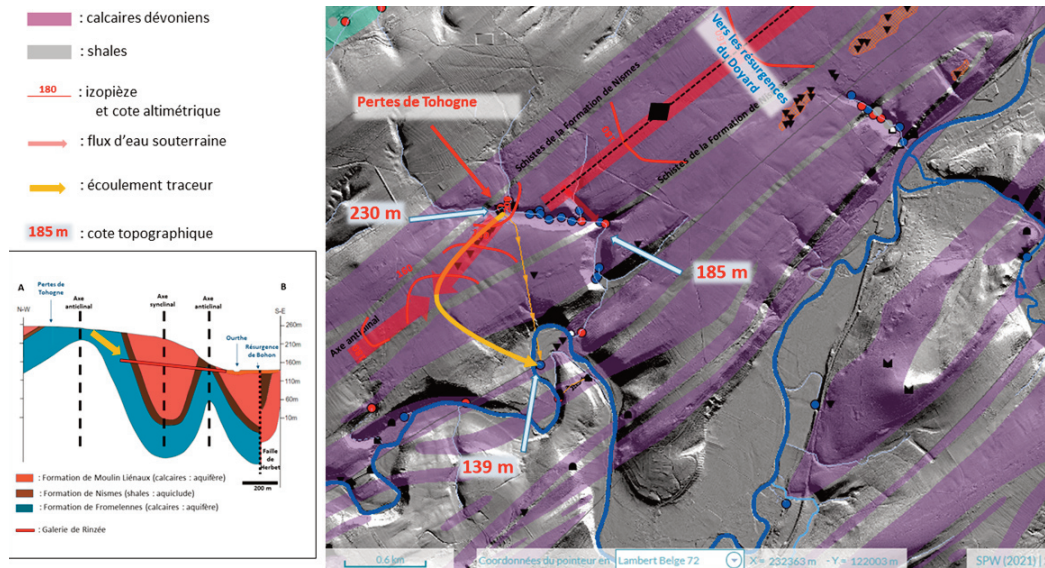 : calcaires dévoniens
: shales
180
: izopièze
et cote altimétrique
: flux d'eau souterraine
: écoulement traceur
185 m : cote topographique
A
B
N-W
S-E
Pertes de
Tohogne
Axe
anticlinal
Axe
synclinal
Axe
anticlinal
Ourthe
Résurgence
de Bohon
260m
210m
160m
110m
60m
10m
Faille
de
Herbet
200 m
: Formation de Moulin Liénaux (calcaires : aquifère)
: Formation de Nismes (shales : aquiclude)
: Formation de Fromelennes (calcaires : aquifère)
: Galerie de Rinzée
Vers les résurgences
du Doyard
Pertes de Tohogne
Schistes de la Formation de Nismes
Schistes de la Formation de
230 m
185 m
Axe anticlinal
139 m
0.6 km
Coordonnées du pointeur en
Lambert Belge 72
X = 232363 m - Y = 122003 m
SPW (2021) |